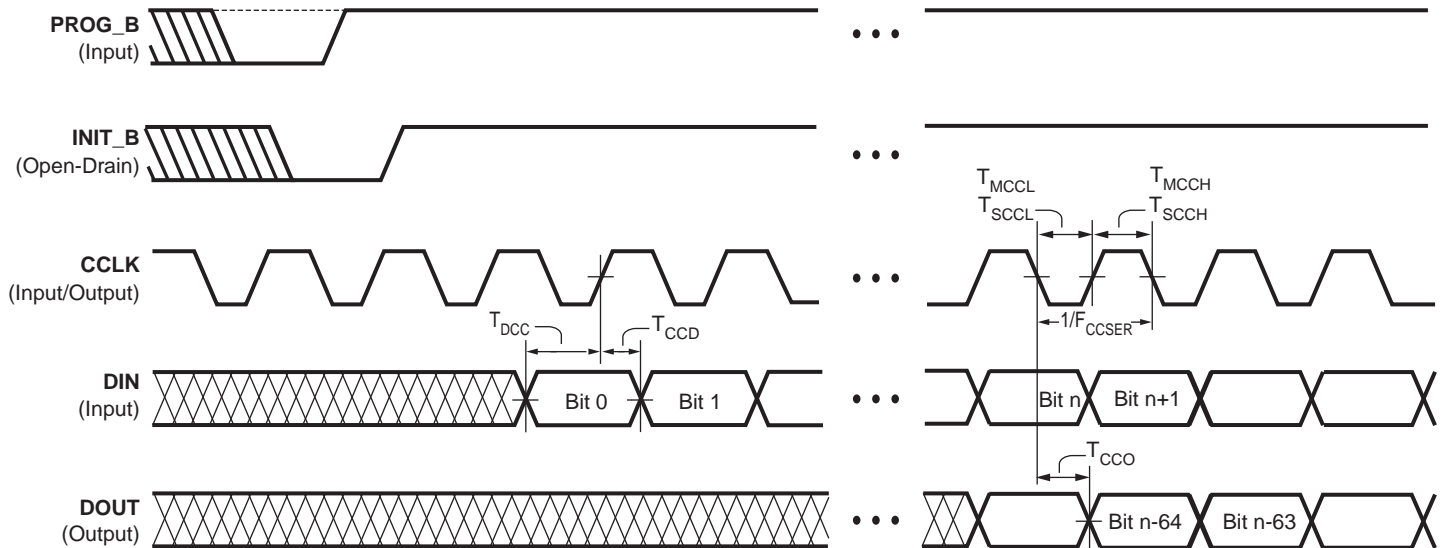 PROG_B
(Input)
INIT_B
(Open-Drain)
T_MCCL
T_SCCL
T_MCCH
T_SCCH
CCLK
(Input/Output)
1/F_CCSER
T_DCC
T_CCD
DIN
(Input)
Bit 0
Bit 1
Bit n
Bit n+1
T_CCO
DOUT
(Output)
Bit n-64
Bit n-63